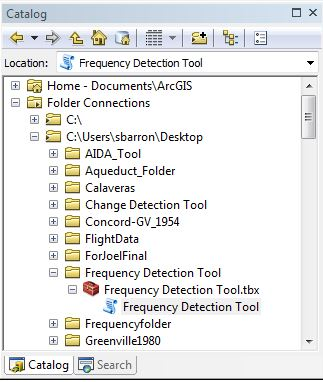 Catalog
Location: Frequency Detection Tool
Home - Documents\ArcGIS
Folder Connections
C:\
C:\Users\sbarron\Desktop
AIDA_Tool
Aqueduct_Folder
Calaveras
Change Detection Tool
Concord-GV_1954
FlightData
ForJoelFinal
Frequency Detection Tool
Frequency Detection Tool.tbx
Frequency Detection Tool
Frequencyfolder
Greenville1980
Catalog Search